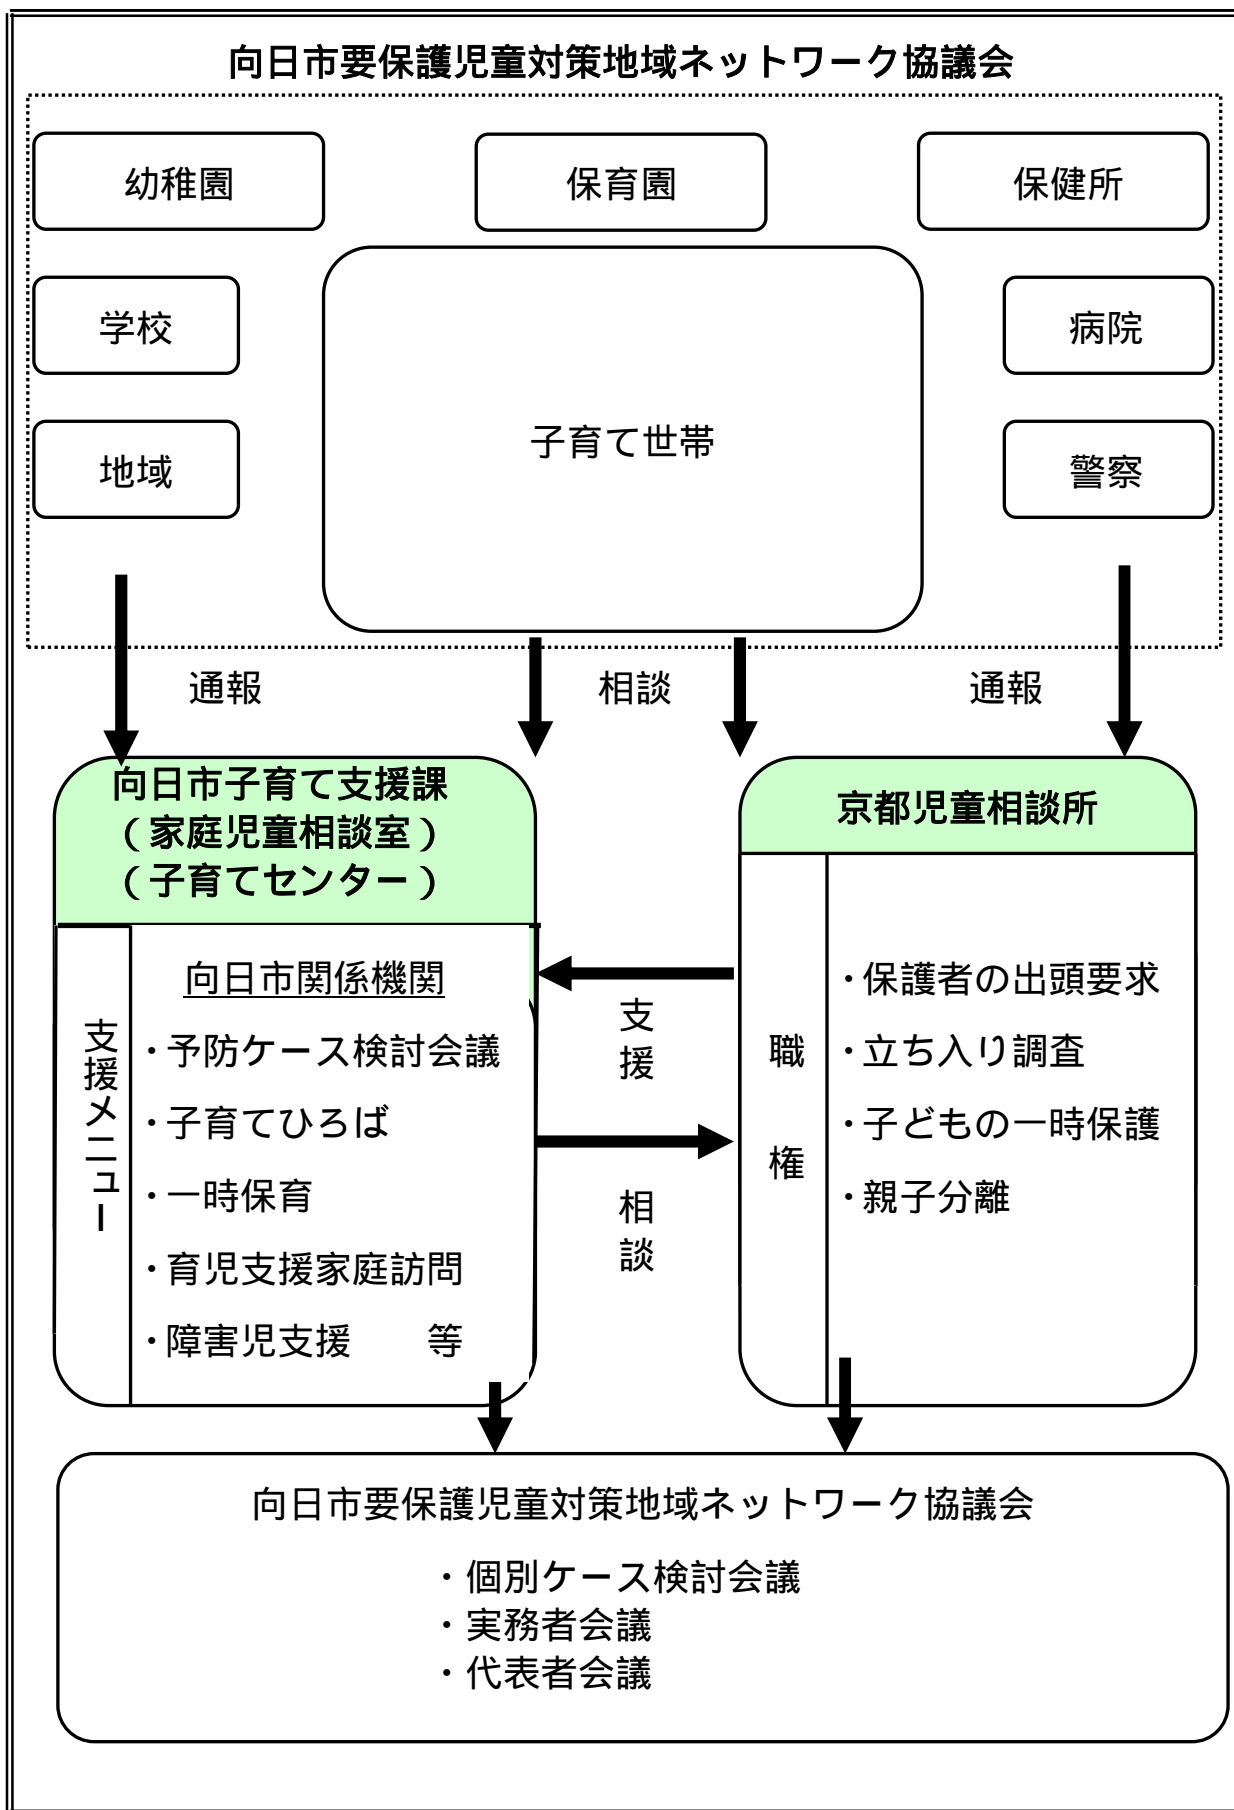 向日市要保護児童対策地域ネットワーク協議会
幼稚園
保育園
保健所
学校
病院
子育て世帯
地域
警察
通報
相談
通報
向日市子育て支援課
（家庭児童相談室）
（子育てセンター）
京都児童相談所
支援メニュー
向日市関係機関
・予防ケース検討会議
・子育てひろば
・一時保育
・育児支援家庭訪問
・障害児支援　　等
支援
相談
職権
・保護者の出頭要求
・立ち入り調査
・子どもの一時保護
・親子分離
向日市要保護児童対策地域ネットワーク協議会
・個別ケース検討会議
・実務者会議
・代表者会議